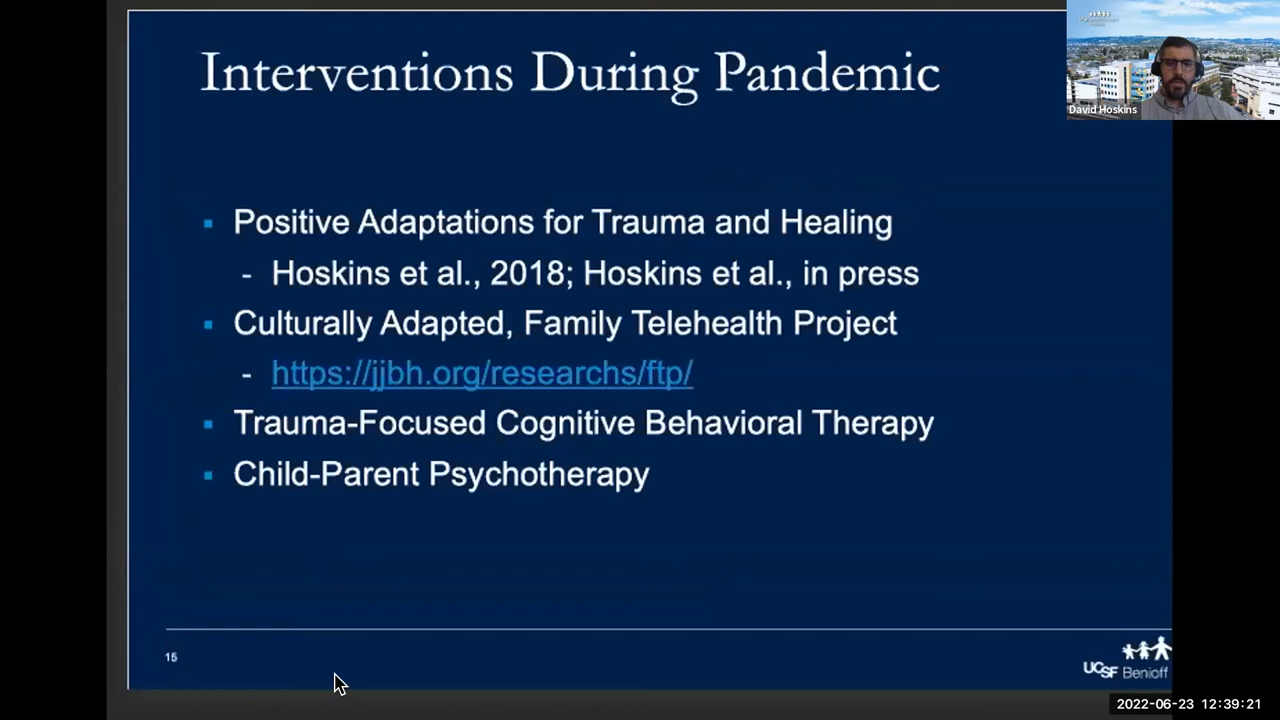 Interventions During Pandemic
David Hoskins
Positive Adaptations for Trauma and Healing
- Hoskins et al., 2018; Hoskins et al., in press
Culturally Adapted, Family Telehealth Project
- https://jjbh.org/researchs/ftp/
Trauma-Focused Cognitive Behavioral Therapy
Child-Parent Psychotherapy
15
UCSF Benioff
2022-06-23 12:39:21